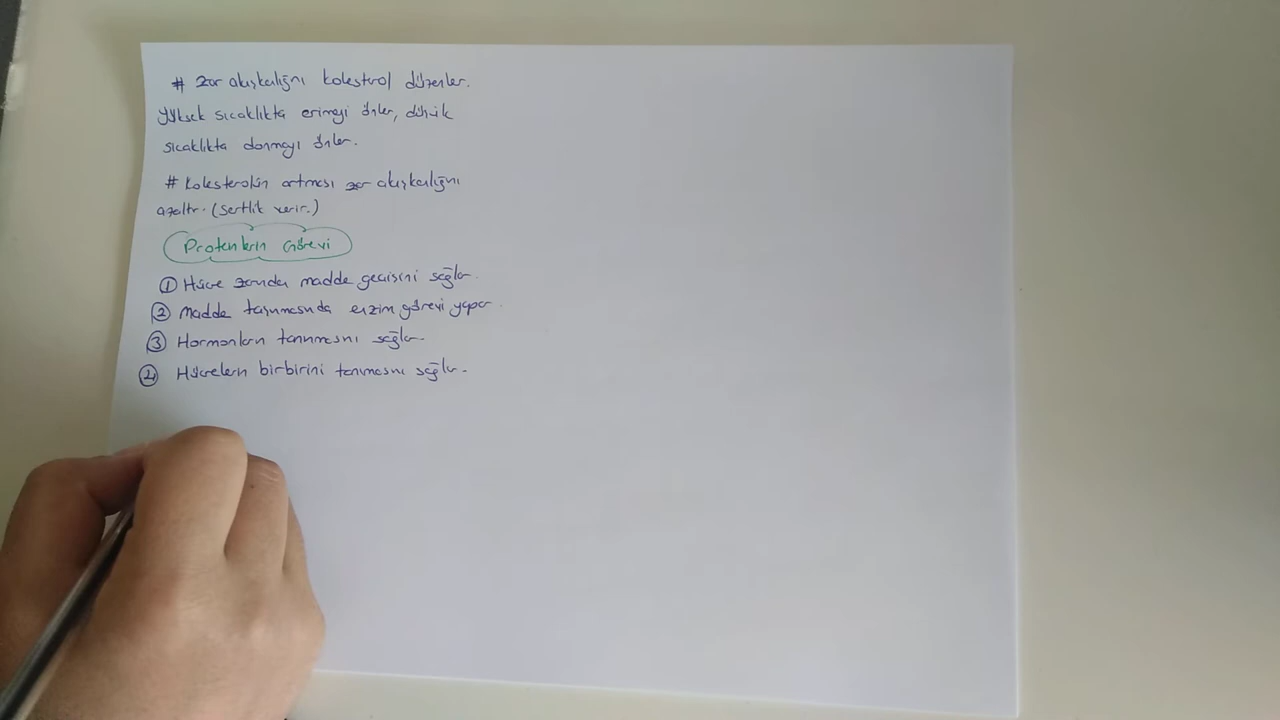 # zar akışkanlığını kolestrol düzenler.
Yüksek sıcaklıkta erimeyi önler, düşük
sıcaklıkta donmayı önler.
# Kolesterolün artması zar akışkanlığını
azaltır. (Sertlik verir.)
Proteinlerin Görevi
① Hücre zarında madde geçişini sağlar.
② Madde taşınmasında enzim görevi yapar.
③ Hormonların tanınmasını sağlar.
④ Hücrelerin birbirini tanımasını sağlar.